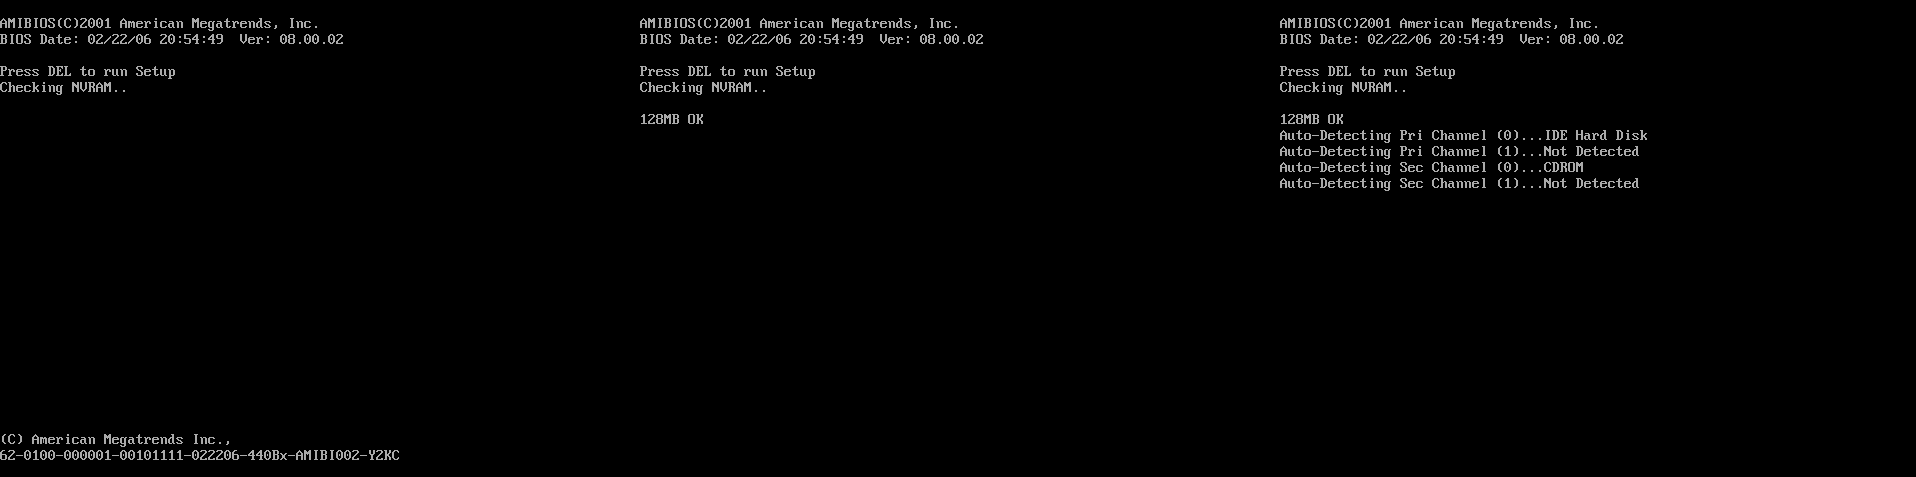 AMIBIOS(C)2001 American Megatrends, Inc.
BIOS Date: 02/22/06 20:54:49  Ver: 08.00.02
Press DEL to run Setup
Checking NVRAM..
(C) American Megatrends Inc.,
62-0100-000001-00101111-022206-440Bx-AMIBI002-Y2KC
AMIBIOS(C)2001 American Megatrends, Inc.
BIOS Date: 02/22/06 20:54:49  Ver: 08.00.02
Press DEL to run Setup
Checking NVRAM..
128MB OK
AMIBIOS(C)2001 American Megatrends, Inc.
BIOS Date: 02/22/06 20:54:49  Ver: 08.00.02
Press DEL to run Setup
Checking NVRAM..
128MB OK
Auto-Detecting Pri Channel (0)...IDE Hard Disk
Auto-Detecting Pri Channel (1)...Not Detected
Auto-Detecting Sec Channel (0)...CDROM
Auto-Detecting Sec Channel (1)...Not Detected